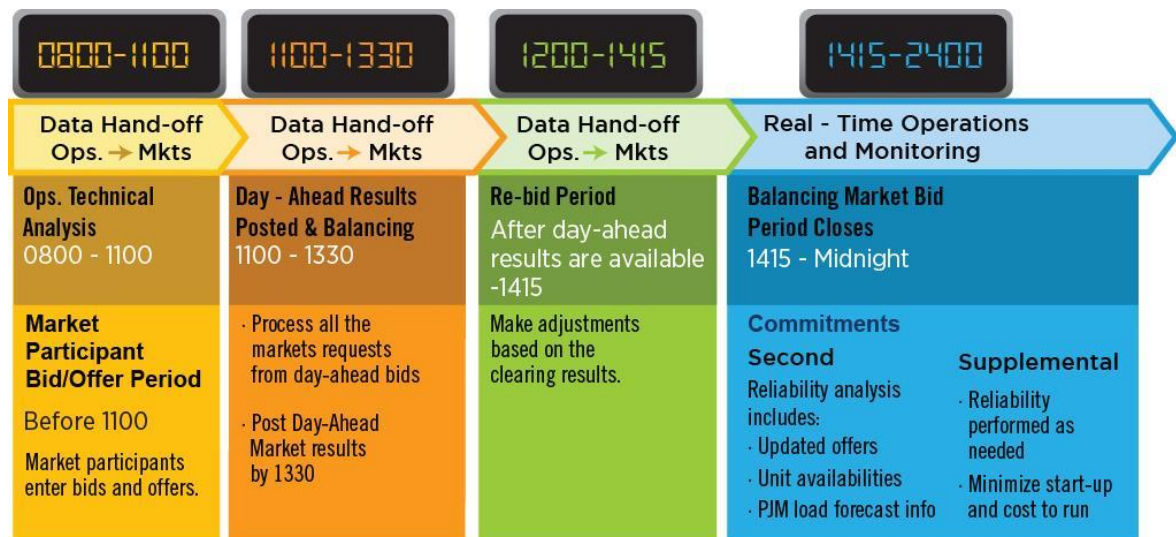 0800-1100
Data Hand-off
Ops. → Mkts
Ops. Technical
Analysis
0800 - 1100
Market
Participant
Bid/Offer Period
Before 1100
Market participants
enter bids and offers.
1100-1330
Data Hand-off
Ops. → Mkts
Day - Ahead Results
Posted & Balancing
1100 - 1330
· Process all the
markets requests
from day-ahead bids
· Post Day-Ahead
Market results
by 1330
1200-1415
Data Hand-off
Ops. → Mkts
Re-bid Period
After day-ahead
results are available
-1415
Make adjustments
based on the
clearing results.
1415-2400
Real - Time Operations
and Monitoring
Balancing Market Bid
Period Closes
1415 - Midnight
Commitments
Second
Reliability analysis
includes:
· Updated offers
· Unit availabilities
· PJM load forecast info
Supplemental
· Reliability
performed as
needed
· Minimize start-up
and cost to run